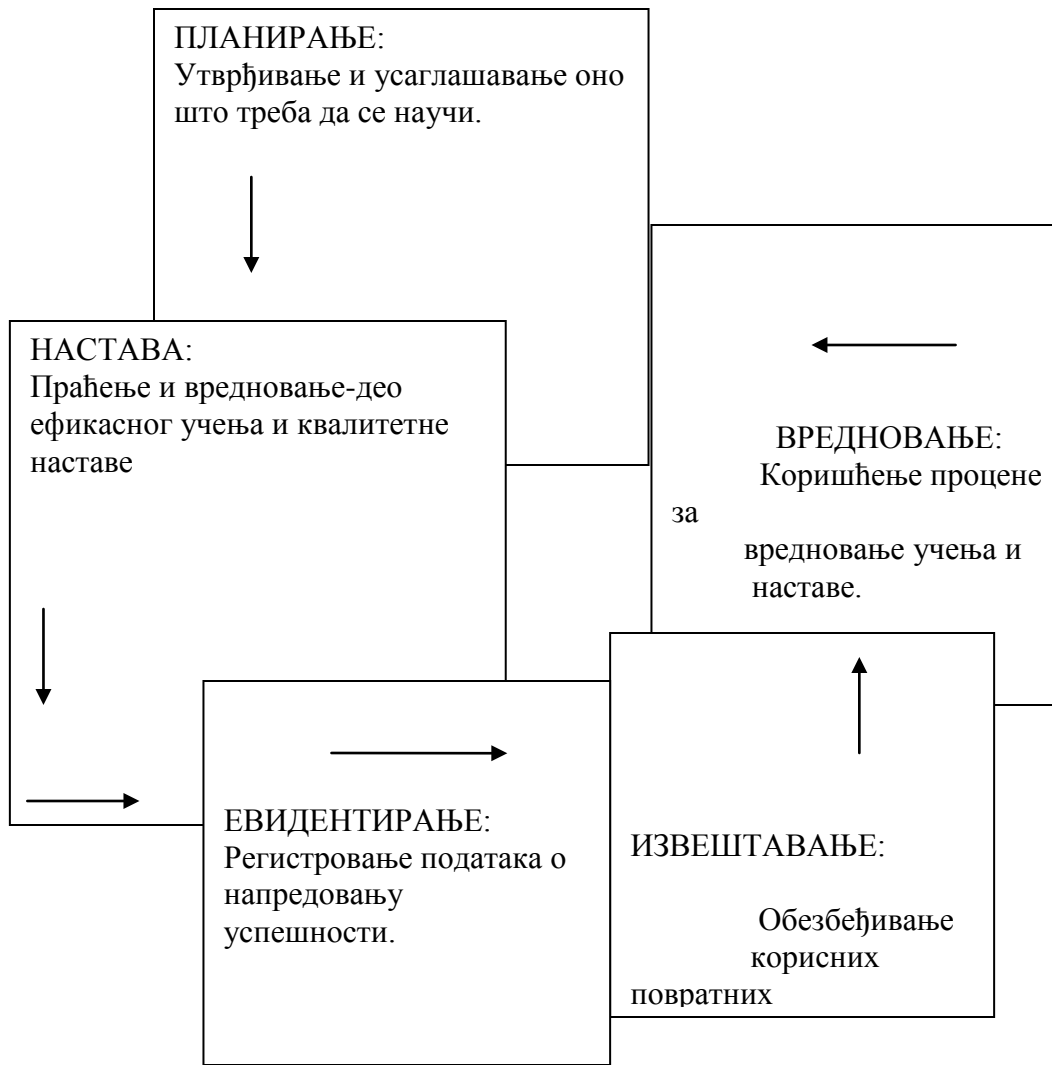 ПЛАНИРАЊЕ:
Утврђивање и усаглашавање оно
што треба да се научи.
НАСТАВА:
Праћење и вредновање-део
ефикасног учења и квалитетне
наставе
ВРЕДНОВАЊЕ:
Коришћење процене
за
вредновање учења и
наставе.
ЕВИДЕНТИРАЊЕ:
Регистровање података о
напредовању
успешности.
ИЗВЕШТАВАЊЕ:
Обезбеђивање
корисних
повратних